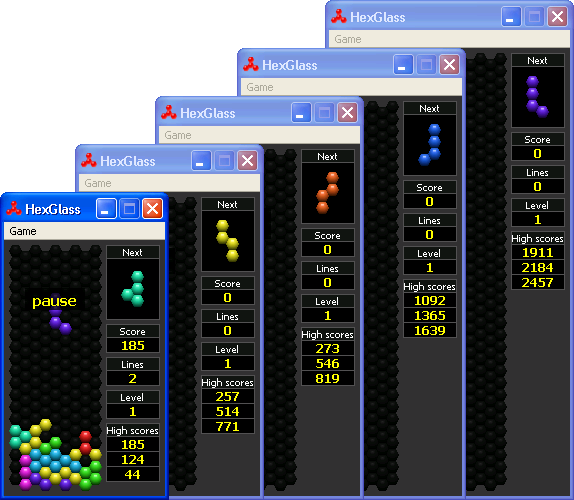 HexGlass
Game
Next
Score
0
Lines
0
Level
1
High scores
1911
2184
2457
HexGlass
Game
Next
Score
0
Lines
0
Level
1
High scores
1092
1365
1639
HexGlass
Game
Next
Score
0
Lines
0
Level
1
High scores
273
546
819
HexGlass
Game
Next
Score
0
Lines
0
Level
1
High scores
257
514
771
HexGlass
Game
Next
pause
Score
185
Lines
2
Level
1
High scores
185
124
44